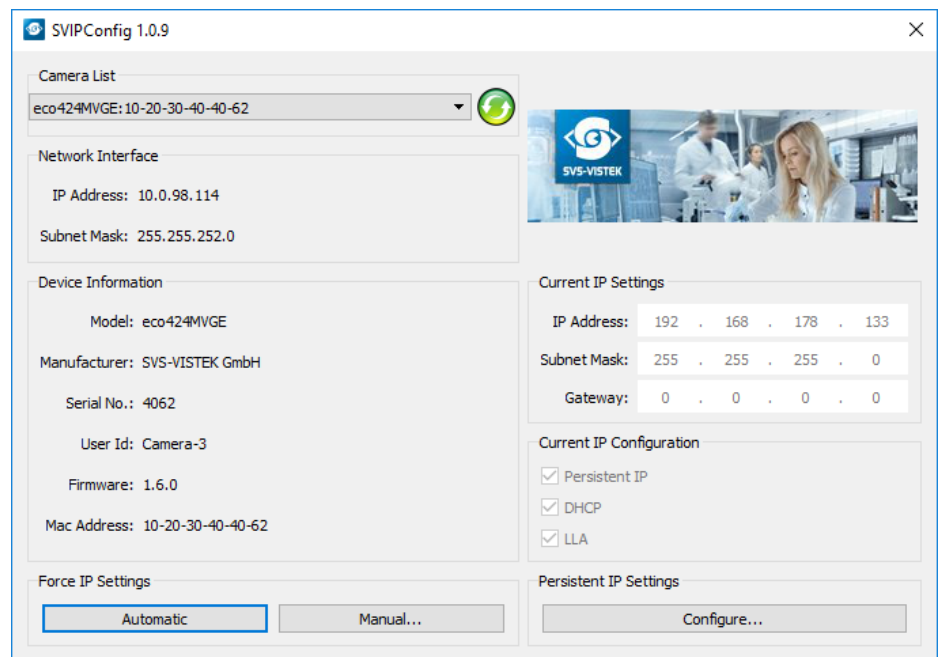 SVIPConfig 1.0.9
Camera List
eco424MVGE:10-20-30-40-40-62
SVS-VISTEK
Network Interface
IP Address: 10.0.98.114
Subnet Mask: 255.255.252.0
Device Information
Model: eco424MVGE
Manufacturer: SVS-VISTEK GmbH
Serial No.: 4062
User Id: Camera-3
Firmware: 1.6.0
Mac Address: 10-20-30-40-40-62
Current IP Settings
IP Address: 192 . 168 . 178 . 133
Subnet Mask: 255 . 255 . 255 . 0
Gateway: 0 . 0 . 0 . 0
Current IP Configuration
Persistent IP
DHCP
LLA
Force IP Settings
Automatic
Manual...
Persistent IP Settings
Configure...